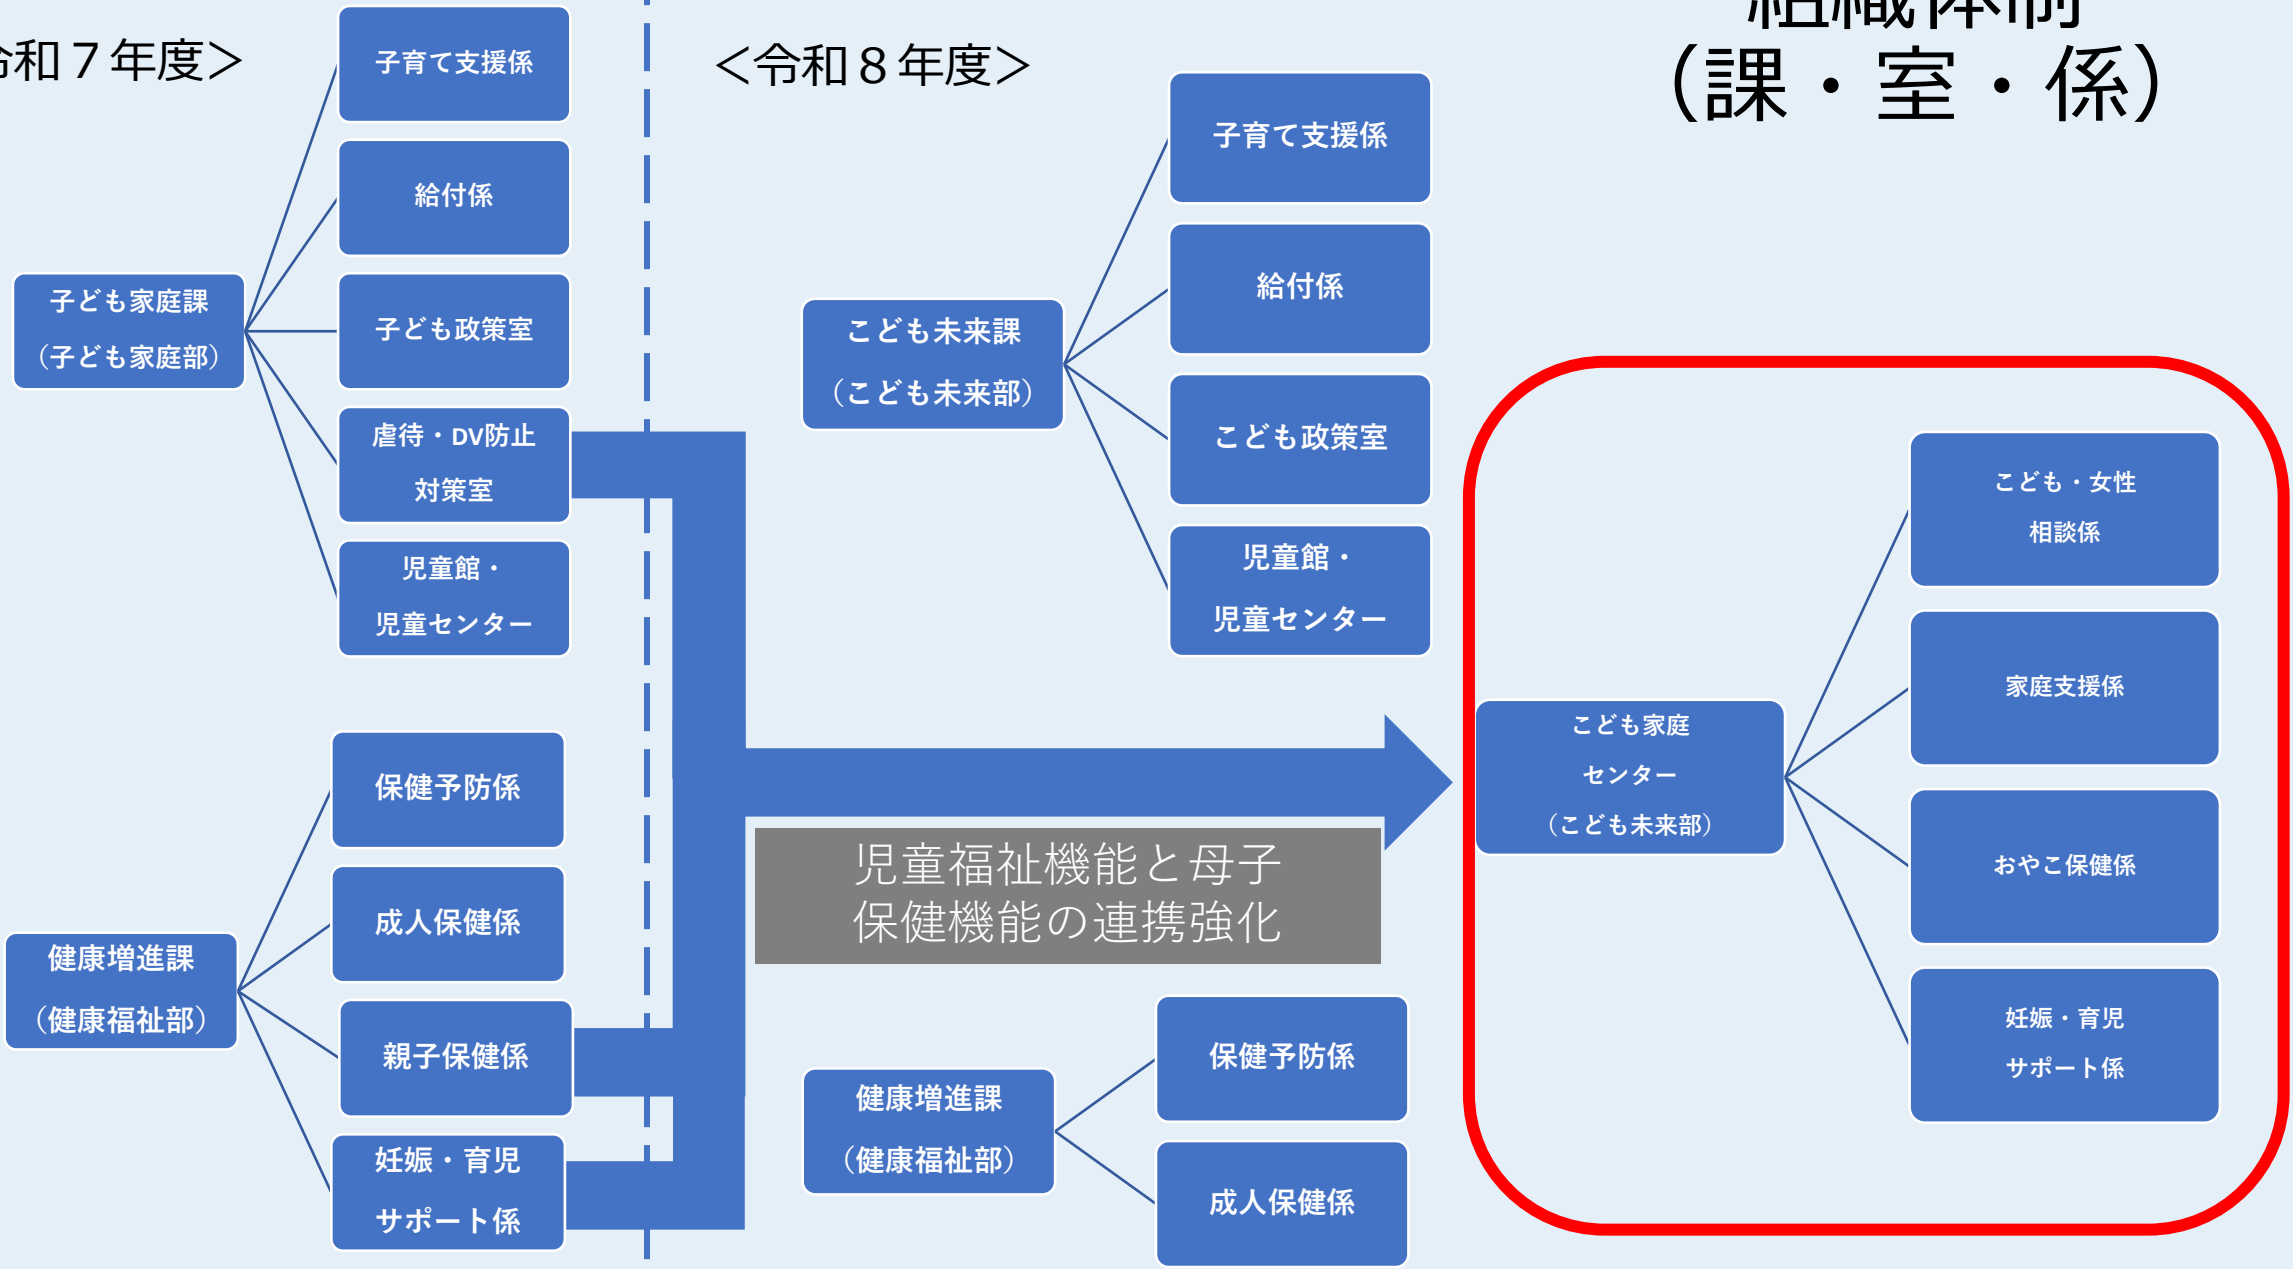 組織体制
（課・室・係）
令和７年度＞
子育て支援係
給付係
子ども家庭課
（子ども家庭部）
子ども政策室
虐待・DV防止
対策室
児童館・
児童センター
保健予防係
成人保健係
健康増進課
（健康福祉部）
親子保健係
妊娠・育児
サポート係
＜令和８年度＞
子育て支援係
給付係
こども未来課
（こども未来部）
こども政策室
児童館・
児童センター
児童福祉機能と母子
保健機能の連携強化
保健予防係
健康増進課
（健康福祉部）
成人保健係
こども家庭
センター
（こども未来部）
こども・女性
相談係
家庭支援係
おやこ保健係
妊娠・育児
サポート係